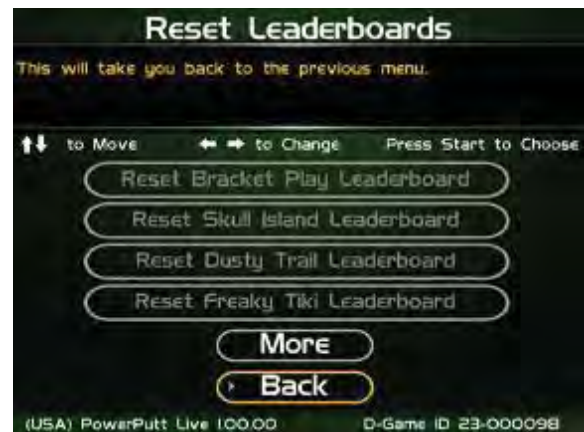 Reset Leaderboards
This will take you back to the previous menu.
to Move to Change Press Start to Choose
Reset Bracket Play Leaderboard
Reset Skull Island Leaderboard
Reset Dusty Trail Leaderboard
Reset Freaky Tiki Leaderboard
More
Back
(USA) PowerPutt Live 1.00.00 D-Game ID 23-000098